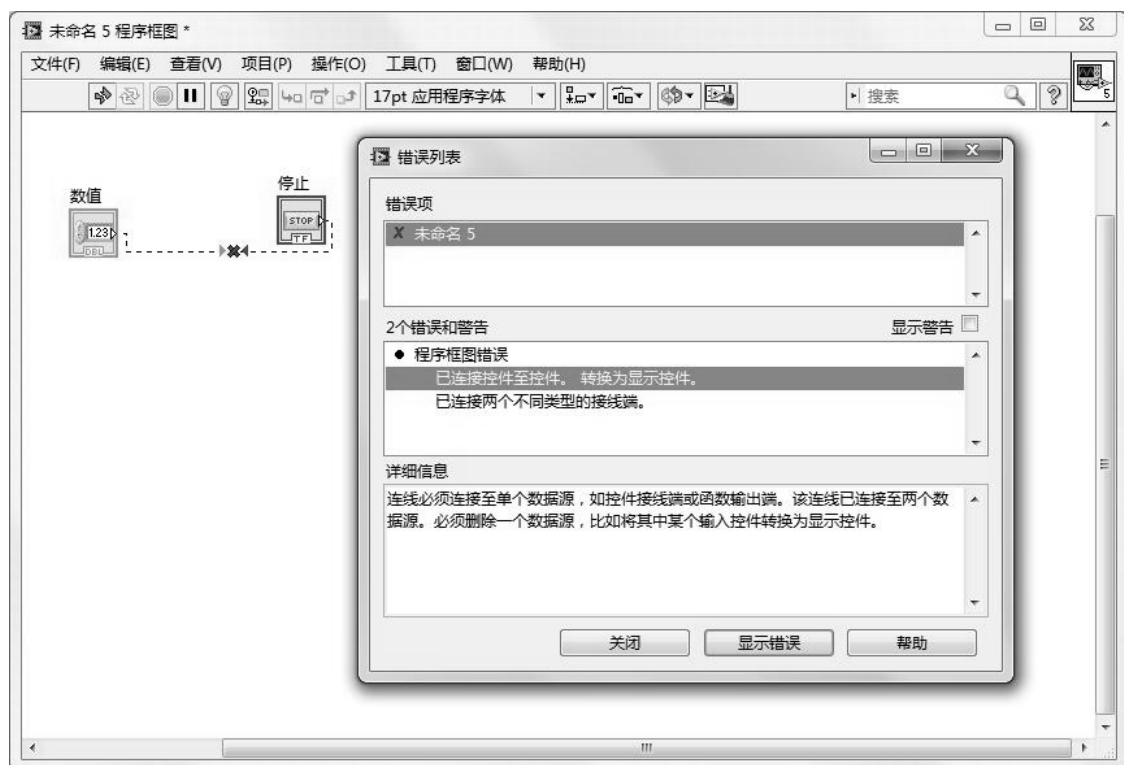 未命名 5 程序框图 *
文件(F) 编辑(E) 查看(V) 项目(P) 操作(O) 工具(T) 窗口(W) 帮助(H)
17pt 应用程序字体
搜索
5
数值
1.23
DBL
停止
STOP
TF
错误列表
错误项
X 未命名 5
2个错误和警告
显示警告
● 程序框图错误
已连接控件至控件。 转换为显示控件。
已连接两个不同类型的接线端。
详细信息
连线必须连接至单个数据源，如控件接线端或函数输出端。该连线已连接至两个数
据源。必须删除一个数据源，比如将其中某个输入控件转换为显示控件。
关闭
显示错误
帮助